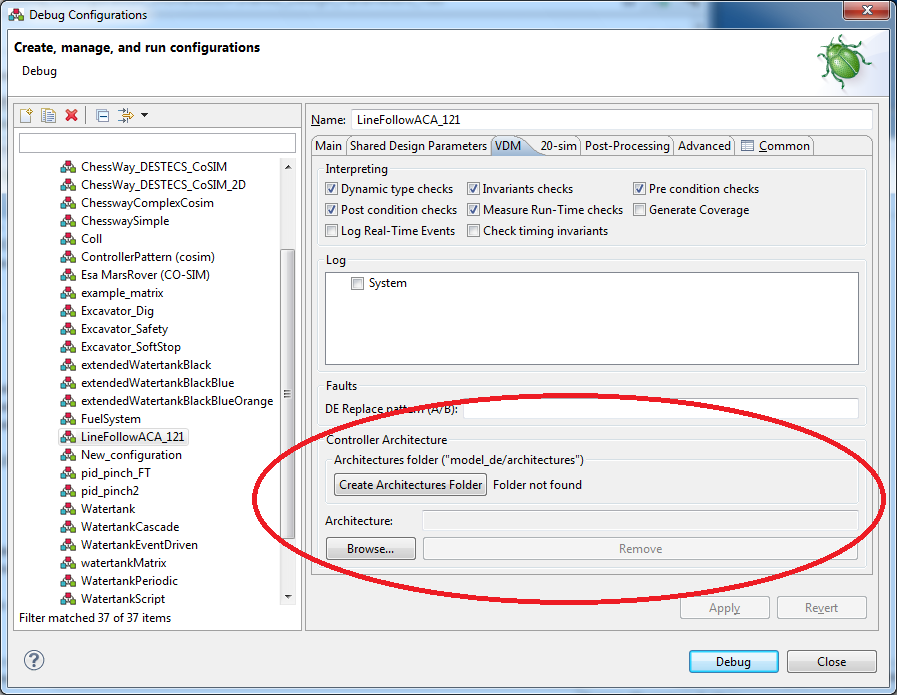 Debug Configurations
Create, manage, and run configurations
Debug
ChessWay_DESTECS_CoSIM
ChessWay_DESTECS_CoSIM_2D
ChesswayComplexCosim
ChesswaySimple
Coll
ControllerPattern (cosim)
Esa MarsRover (CO-SIM)
example_matrix
Excavator_Dig
Excavator_Safety
Excavator_SoftStop
extendedWatertankBlack
extendedWatertankBlackBlue
extendedWatertankBlackBlueOrange
FuelSystem
LineFollowACA_121
New_configuration
pid_pinch_FT
pid_pinch2
Watertank
WatertankCascade
WatertankEventDriven
watertankMatrix
WatertankPeriodic
WatertankScript
Filter matched 37 of 37 items
Name: LineFollowACA_121
Main Shared Design Parameters VDM 20-sim Post-Processing Advanced Common
Interpreting
Dynamic type checks Invariants checks Pre condition checks
Post condition checks Measure Run-Time checks Generate Coverage
Log Real-Time Events Check timing invariants
Log
System
Faults
DE Replace pattern (A/B):
Controller Architecture
Architectures folder ("model_de/architectures")
Create Architectures Folder Folder not found
Architecture:
Browse... Remove
Apply Revert
? Debug Close